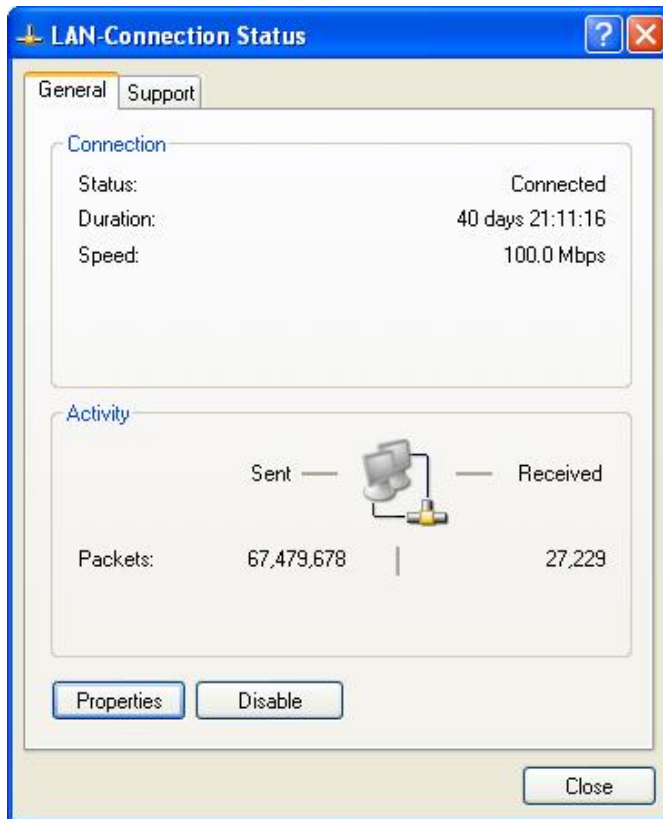 LAN-Connection Status
General Support
Connection
Status: Connected
Duration: 40 days 21:11:16
Speed: 100.0 Mbps
Activity
Sent Received
Packets: 67,479,678 27,229
Properties Disable
Close